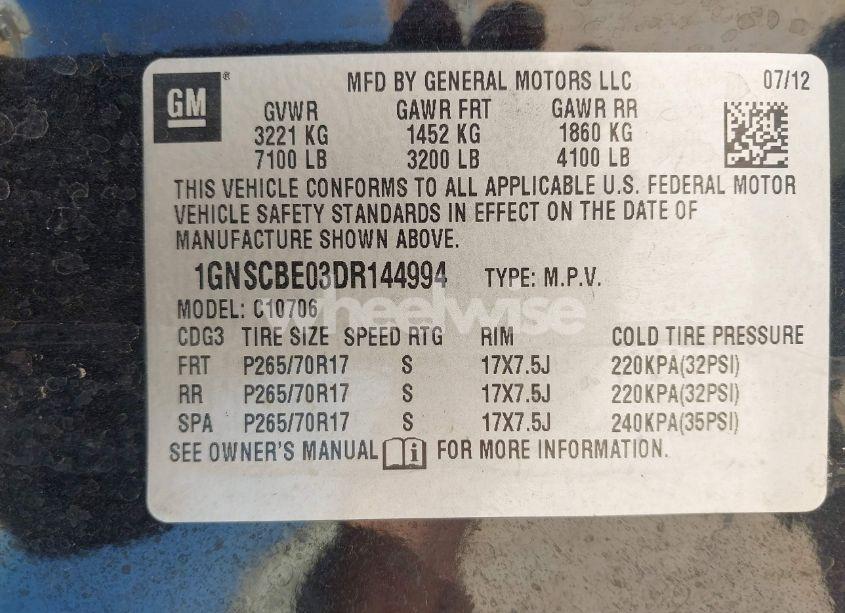 GM ® MFD BY GENERAL MOTORS LLC 07/12
GVWR GAWR FRT GAWR RR
3221 KG 1452 KG 1860 KG
7100 LB 3200 LB 4100 LB
THIS VEHICLE CONFORMS TO ALL APPLICABLE U.S. FEDERAL MOTOR
VEHICLE SAFETY STANDARDS IN EFFECT ON THE DATE OF
MANUFACTURE SHOWN ABOVE.
1GNSCBE03DR144994 TYPE: M.P.V.
MODEL: C10706
wheelwise
CDG3 TIRE SIZE SPEED RTG RIM COLD TIRE PRESSURE
FRT P265/70R17 S 17X7.5J 220KPA(32PSI)
RR P265/70R17 S 17X7.5J 220KPA(32PSI)
SPA P265/70R17 S 17X7.5J 240KPA(35PSI)
SEE OWNER'S MANUAL FOR MORE INFORMATION.